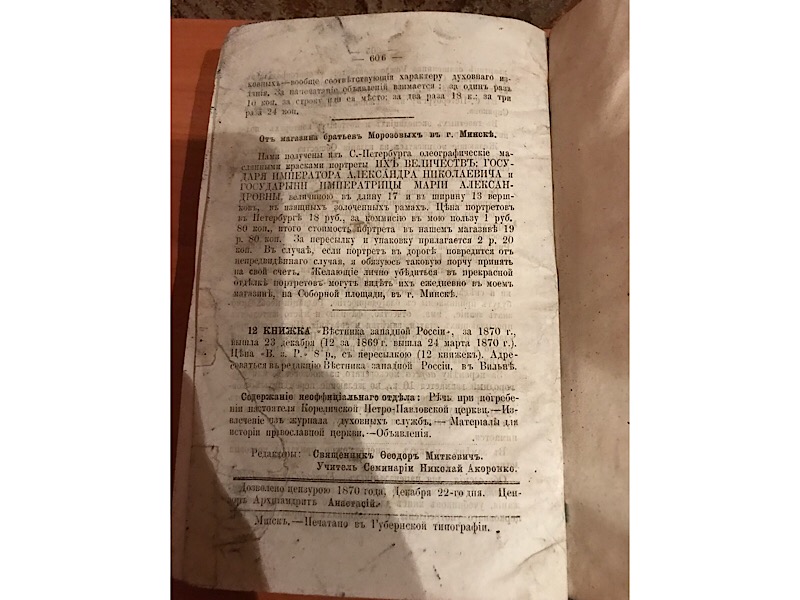 — 606 —
ховныхъ—вообще соотвѣтствующія характеру духовнаго из-
данія. За напечатаніе объявленій взимается: за одинъ разъ
10 коп. за строку или ея мѣсто; за два раза 18 к.; за три
раза 24 коп.
Отъ магазина братьевъ Морозовыхъ въ г. Минскѣ.
Нами получены изъ С.-Петербурга олеографическіе ма-
сляными красками портреты ИХЪ ВЕЛИЧЕСТВЪ: ГОСУ-
ДАРЯ ИМПЕРАТОРА АЛЕКСАНДРА НИКОЛАЕВИЧА и
ГОСУДАРЫНИ ИМПЕРАТРИЦЫ МАРІИ АЛЕКСАН-
ДРОВНЫ, величиною въ длину 17 и въ ширину 13 верш-
ковъ, въ изящныхъ золоченныхъ рамахъ. Цѣна портретовъ
въ Петербургѣ 18 руб., за коммисію въ мою пользу 1 руб.
80 коп., итого стоимость портрета въ нашемъ магазинѣ 19
р. 80 коп. За пересылку и упаковку прилагается 2 р. 20
коп. Въ случаѣ, если портретъ въ дорогѣ повредится отъ
непредвидѣннаго случая, я обязуюсь таковую порчу принять
на свой счетъ. Желающіе лично убѣдиться въ прекрасной
отдѣлкѣ портретовъ могутъ видѣть ихъ ежедневно въ моемъ
магазинѣ, на Соборной площади, въ г. Минскѣ.
12 КНИЖКА «Вѣстника западной Россіи», за 1870 г.,
вышла 23 декабря (12 за 1869 г. вышла 24 марта 1870 г.).
Цѣна «В. з. Р.» 8 р., съ пересылкою (12 книжекъ). Адре-
соваться въ редакцію Вѣстника западной Россіи, въ Вильнѣ.
Содержаніе неоффиціальнаго отдѣла: Рѣчь при погребе-
ніи настоятеля Кореличской Петро-Павловской церкви.—Из-
влеченіе изъ журнала духовныхъ службъ.—Матеріалы для
исторіи православной церкви.—Объявленія.
Редакторы: Священникъ Ѳеодоръ Миткевичъ.
Учитель Семинаріи Николай Акоронко.
Дозволено цензурою 1870 года, Декабря 22-го дня. Цен-
зоръ Архимандритъ Анастасій.
Минскъ.—Печатано въ Губернской типографіи.